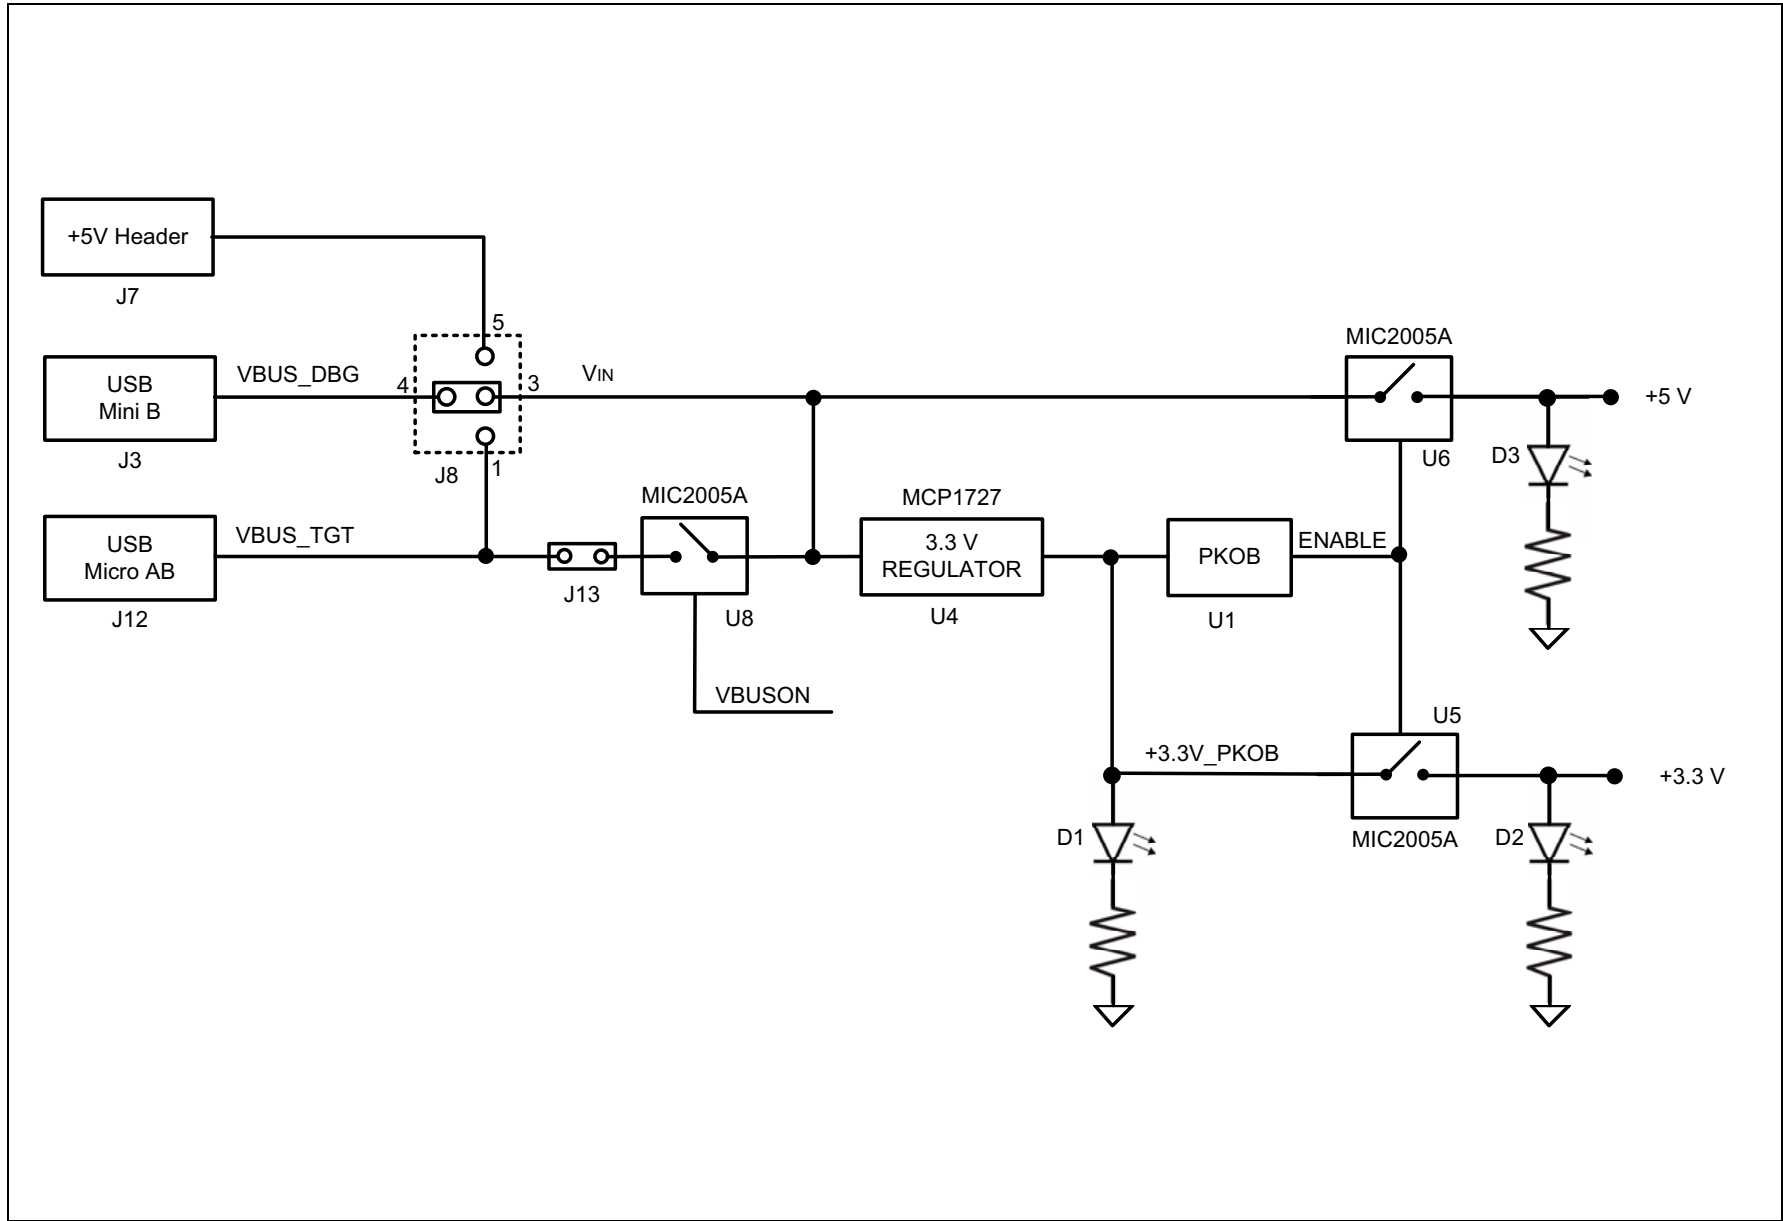 +5V Header
J7
5
MIC2005A
USB
Mini B
VBUS_DBG
4
3
VIN
+5 V
J3
J8
1
U6
D3
MIC2005A
MCP1727
USB
Micro AB
VBUS_TGT
3.3 V
REGULATOR
PKOB
ENABLE
J12
J13
U8
U4
U1
VBUSON
U5
+3.3V_PKOB
+3.3 V
D1
MIC2005A
D2